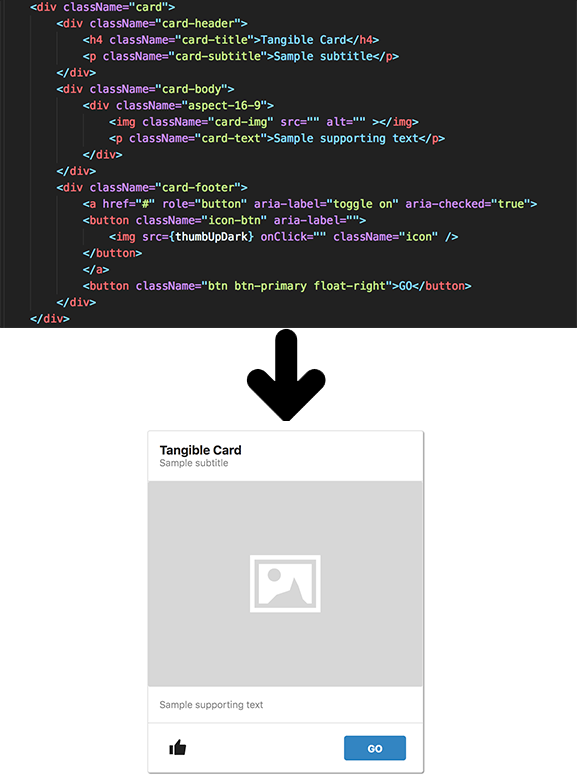 <div className="card">
<div className="card-header">
<h4 className="card-title">Tangible Card</h4>
<p className="card-subtitle">Sample subtitle</p>
</div>
<div className="card-body">
<div className="aspect-16-9">
<img className="card-img" src="" alt="" ></img>
<p className="card-text">Sample supporting text</p>
</div>
</div>
<div className="card-footer">
<a href="#" role="button" aria-label="toggle on" aria-checked="true">
<button className="icon-btn" aria-label="">
<img src={thumbUpDark} onClick="" className="icon" />
</button>
</a>
<button className="btn btn-primary float-right">GO</button>
</div>
</div>
Tangible Card
Sample subtitle
Sample supporting text
GO